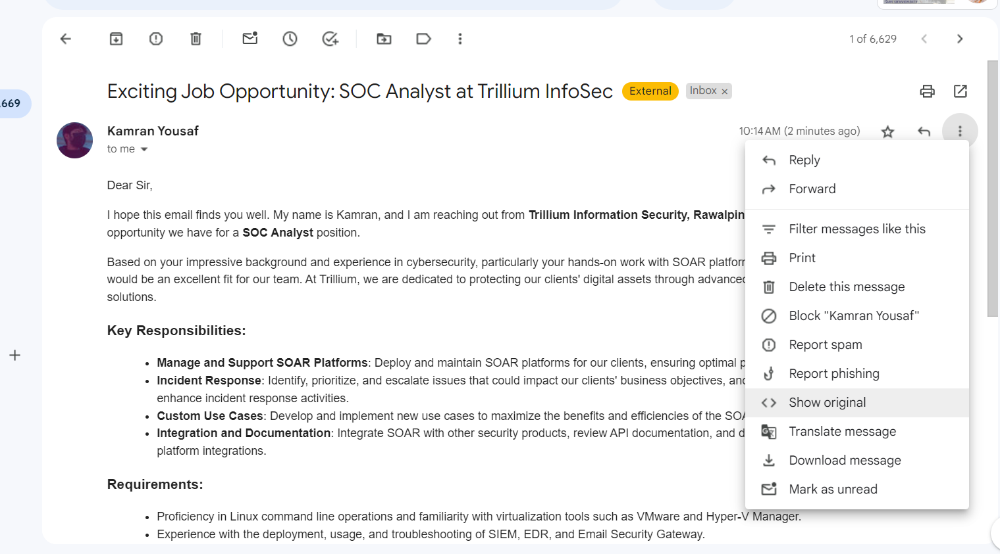 1 of 6,629
Exciting Job Opportunity: SOC Analyst at Trillium InfoSec External Inbox ×
.669
Kamran Yousaf
10:14 AM (2 minutes ago)
to me
Reply
Forward
Filter messages like this
Print
Delete this message
Block "Kamran Yousaf"
Report spam
Report phishing
Show original
Translate message
Download message
Mark as unread
Dear Sir,
I hope this email finds you well. My name is Kamran, and I am reaching out from Trillium Information Security, Rawalpin
opportunity we have for a SOC Analyst position.
Based on your impressive background and experience in cybersecurity, particularly your hands-on work with SOAR platfor
would be an excellent fit for our team. At Trillium, we are dedicated to protecting our clients' digital assets through advanced
solutions.
Key Responsibilities:
• Manage and Support SOAR Platforms: Deploy and maintain SOAR platforms for our clients, ensuring optimal p
• Incident Response: Identify, prioritize, and escalate issues that could impact our clients' business objectives, and
enhance incident response activities.
• Custom Use Cases: Develop and implement new use cases to maximize the benefits and efficiencies of the SOA
• Integration and Documentation: Integrate SOAR with other security products, review API documentation, and d
platform integrations.
Requirements:
• Proficiency in Linux command line operations and familiarity with virtualization tools such as VMware and Hyper-V Manager.
• Experience with the deployment, usage, and troubleshooting of SIEM, EDR, and Email Security Gateway.